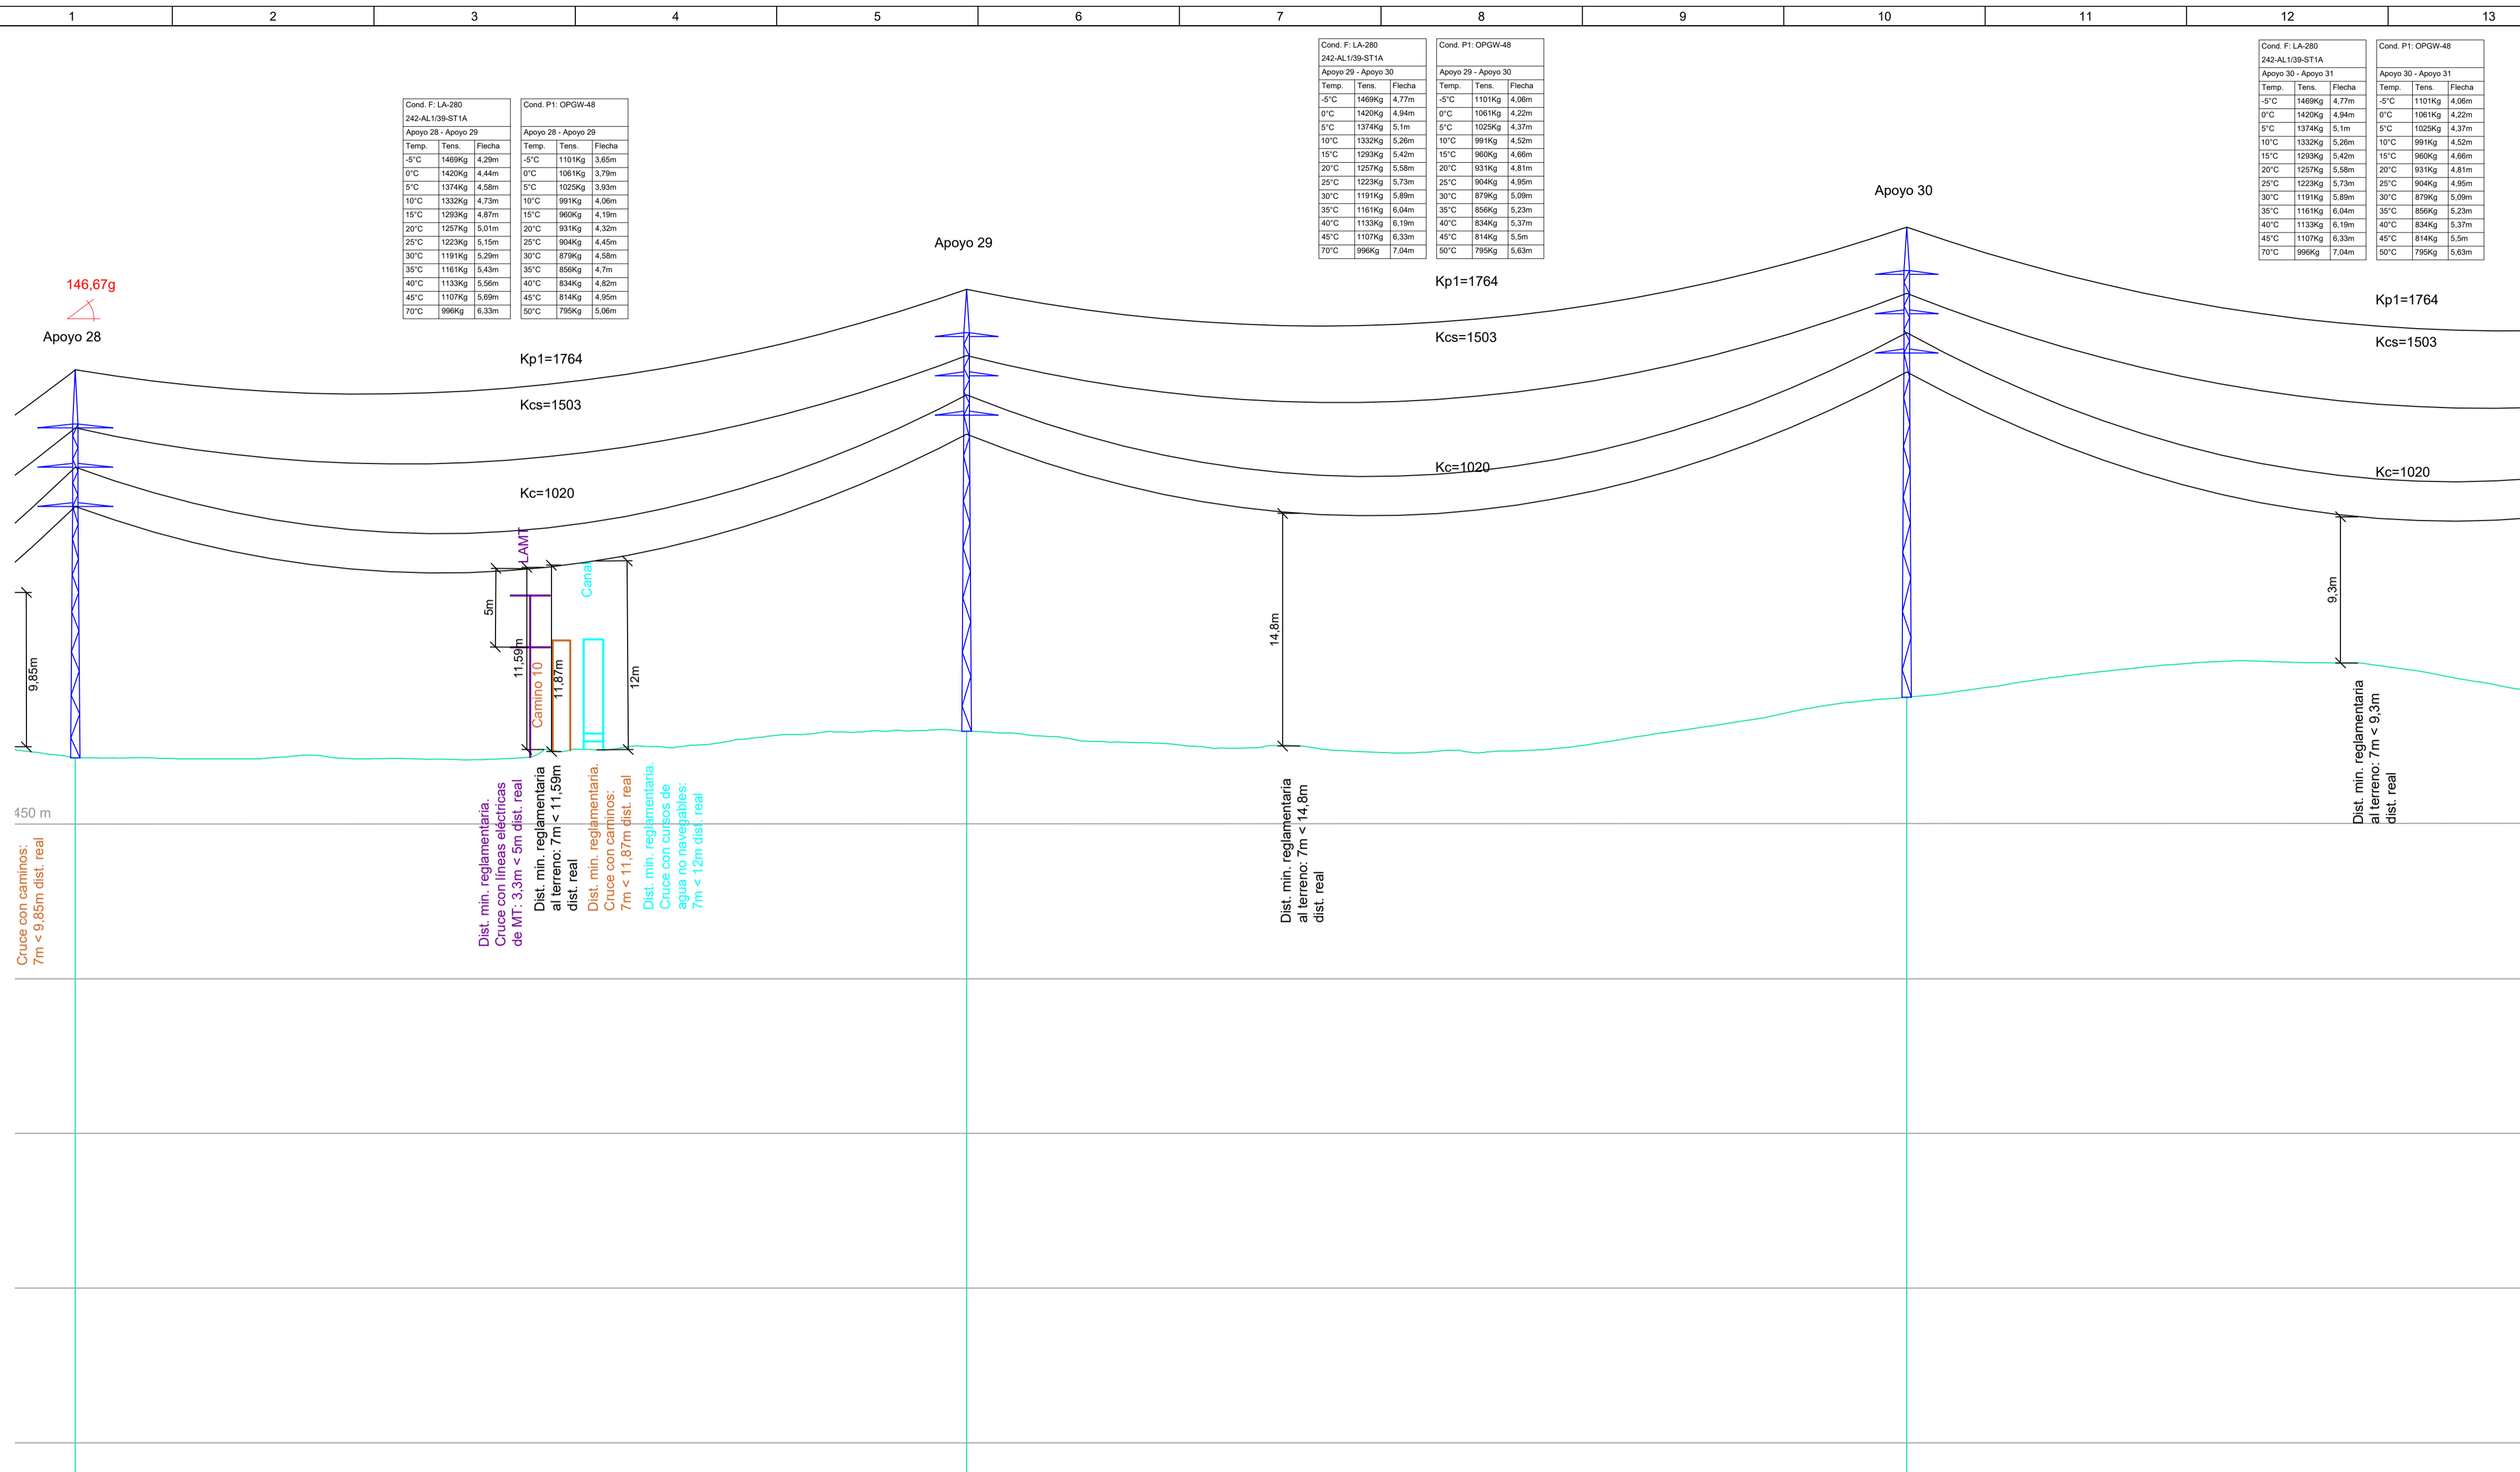 1 2 3 4 5 6 7 8 9 10 11 12 13
Cond. F: LA-280
242-AL1/39-ST1A
Apoyo 28 - Apoyo 29
Temp. Tens. Flecha
-5°C 1469Kg 4,29m
0°C 1420Kg 4,44m
5°C 1374Kg 4,58m
10°C 1332Kg 4,73m
15°C 1293Kg 4,87m
20°C 1257Kg 5,01m
25°C 1223Kg 5,15m
30°C 1191Kg 5,29m
35°C 1161Kg 5,43m
40°C 1133Kg 5,56m
45°C 1107Kg 5,69m
70°C 996Kg 6,33m
Cond. P1: OPGW-48
Apoyo 28 - Apoyo 29
Temp. Tens. Flecha
-5°C 1101Kg 3,65m
0°C 1061Kg 3,79m
5°C 1025Kg 3,93m
10°C 991Kg 4,06m
15°C 960Kg 4,19m
20°C 931Kg 4,32m
25°C 904Kg 4,45m
30°C 879Kg 4,58m
35°C 856Kg 4,7m
40°C 834Kg 4,82m
45°C 814Kg 4,95m
50°C 795Kg 5,06m
Cond. F: LA-280
242-AL1/39-ST1A
Apoyo 29 - Apoyo 30
Temp. Tens. Flecha
-5°C 1469Kg 4,77m
0°C 1420Kg 4,94m
5°C 1374Kg 5,1m
10°C 1332Kg 5,26m
15°C 1293Kg 5,42m
20°C 1257Kg 5,58m
25°C 1223Kg 5,73m
30°C 1191Kg 5,89m
35°C 1161Kg 6,04m
40°C 1133Kg 6,19m
45°C 1107Kg 6,33m
70°C 996Kg 7,04m
Cond. P1: OPGW-48
Apoyo 29 - Apoyo 30
Temp. Tens. Flecha
-5°C 1101Kg 4,06m
0°C 1061Kg 4,22m
5°C 1025Kg 4,37m
10°C 991Kg 4,52m
15°C 960Kg 4,66m
20°C 931Kg 4,81m
25°C 904Kg 4,95m
30°C 879Kg 5,09m
35°C 856Kg 5,23m
40°C 834Kg 5,37m
45°C 814Kg 5,5m
50°C 795Kg 5,63m
Cond. F: LA-280
242-AL1/39-ST1A
Apoyo 30 - Apoyo 31
Temp. Tens. Flecha
-5°C 1469Kg 4,77m
0°C 1420Kg 4,94m
5°C 1374Kg 5,1m
10°C 1332Kg 5,26m
15°C 1293Kg 5,42m
20°C 1257Kg 5,58m
25°C 1223Kg 5,73m
30°C 1191Kg 5,89m
35°C 1161Kg 6,04m
40°C 1133Kg 6,19m
45°C 1107Kg 6,33m
70°C 996Kg 7,04m
Cond. P1: OPGW-48
Apoyo 30 - Apoyo 31
Temp. Tens. Flecha
-5°C 1101Kg 4,06m
0°C 1061Kg 4,22m
5°C 1025Kg 4,37m
10°C 991Kg 4,52m
15°C 960Kg 4,66m
20°C 931Kg 4,81m
25°C 904Kg 4,95m
30°C 879Kg 5,09m
35°C 856Kg 5,23m
40°C 834Kg 5,37m
45°C 814Kg 5,5m
50°C 795Kg 5,63m
146,67g
Apoyo 28
Apoyo 29
Apoyo 30
Kp1=1764
Kcs=1503
Kc=1020
Kp1=1764
Kcs=1503
Kc=1020
Kp1=1764
Kcs=1503
Kc=1020
9,85m
5m
LAMT
11,59m
Camino 10
11,87m
Canal
12m
14,8m
9,3m
450 m
Cruce con caminos:
7m < 9,85m dist. real
Dist. min. reglamentaria.
Cruce con líneas eléctricas
de MT: 3,3m < 5m dist. real
Dist. min. reglamentaria
al terreno: 7m < 11,59m
dist. real
Dist. min. reglamentaria.
Cruce con caminos:
7m < 11,87m dist. real
Dist. min. reglamentaria.
Cruce con cursos de
agua no navegables:
7m < 12m dist. real
Dist. min. reglamentaria
al terreno: 7m < 14,8m
dist. real
Dist. min. reglamentaria
al terreno: 7m < 9,3m
dist. real